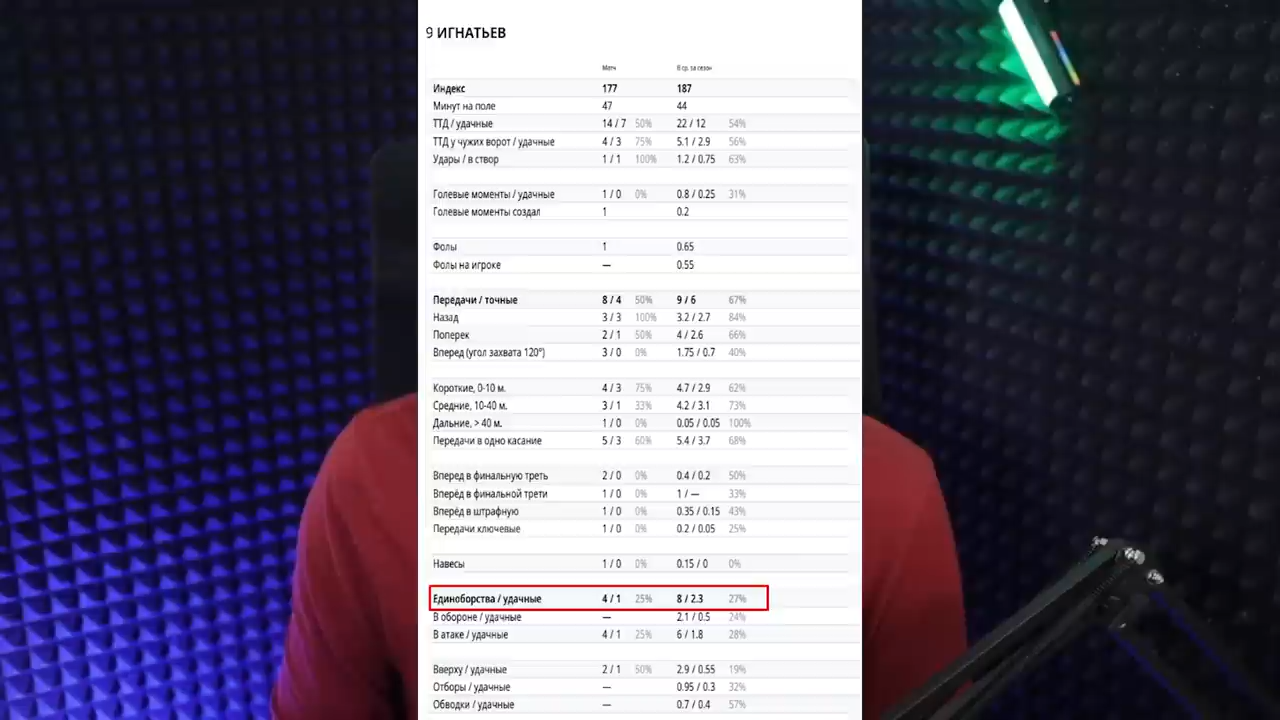 9 ИГНАТЬЕВ
Матч В ср. за сезон
Индекс 177 187
Минут на поле 47 44
ТТД / удачные 14 / 7 50% 22 / 12 54%
ТТД у чужих ворот / удачные 4 / 3 75% 5.1 / 2.9 56%
Удары / в створ 1 / 1 100% 1.2 / 0.75 63%
Голевые моменты / удачные 1 / 0 0% 0.8 / 0.25 31%
Голевые моменты создал 1 0.2
Фолы 1 0.65
Фолы на игроке — 0.55
Передачи / точные 8 / 4 50% 9 / 6 67%
Назад 3 / 3 100% 3.2 / 2.7 84%
Поперек 2 / 1 50% 4 / 2.6 66%
Вперед (угол захвата 120°) 3 / 0 0% 1.75 / 0.7 40%
Короткие, 0-10 м. 4 / 3 75% 4.7 / 2.9 62%
Средние, 10-40 м. 3 / 1 33% 4.2 / 3.1 73%
Дальние, > 40 м. 1 / 0 0% 0.05 / 0.05 100%
Передачи в одно касание 5 / 3 60% 5.4 / 3.7 68%
Вперед в финальную треть 2 / 0 0% 0.4 / 0.2 50%
Вперёд в финальной трети 1 / 0 0% 1 / — 33%
Вперёд в штрафную 1 / 0 0% 0.35 / 0.15 43%
Передачи ключевые 1 / 0 0% 0.2 / 0.05 25%
Навесы 1 / 0 0% 0.15 / 0 0%
Единоборства / удачные 4 / 1 25% 8 / 2.3 27%
В обороне / удачные — 2.1 / 0.5 24%
В атаке / удачные 4 / 1 25% 6 / 1.8 28%
Вверху / удачные 2 / 1 50% 2.9 / 0.55 19%
Отборы / удачные — 0.95 / 0.3 32%
Обводки / удачные — 0.7 / 0.4 57%